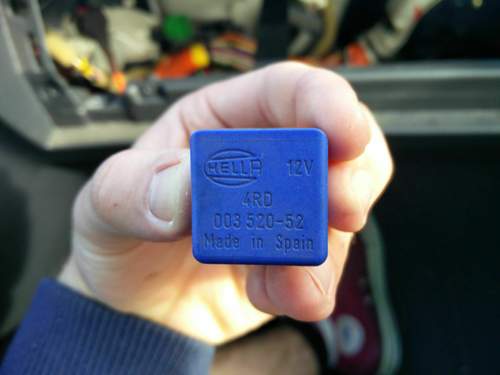 HELLA 12V
4RD
003 520-52
Made in Spain